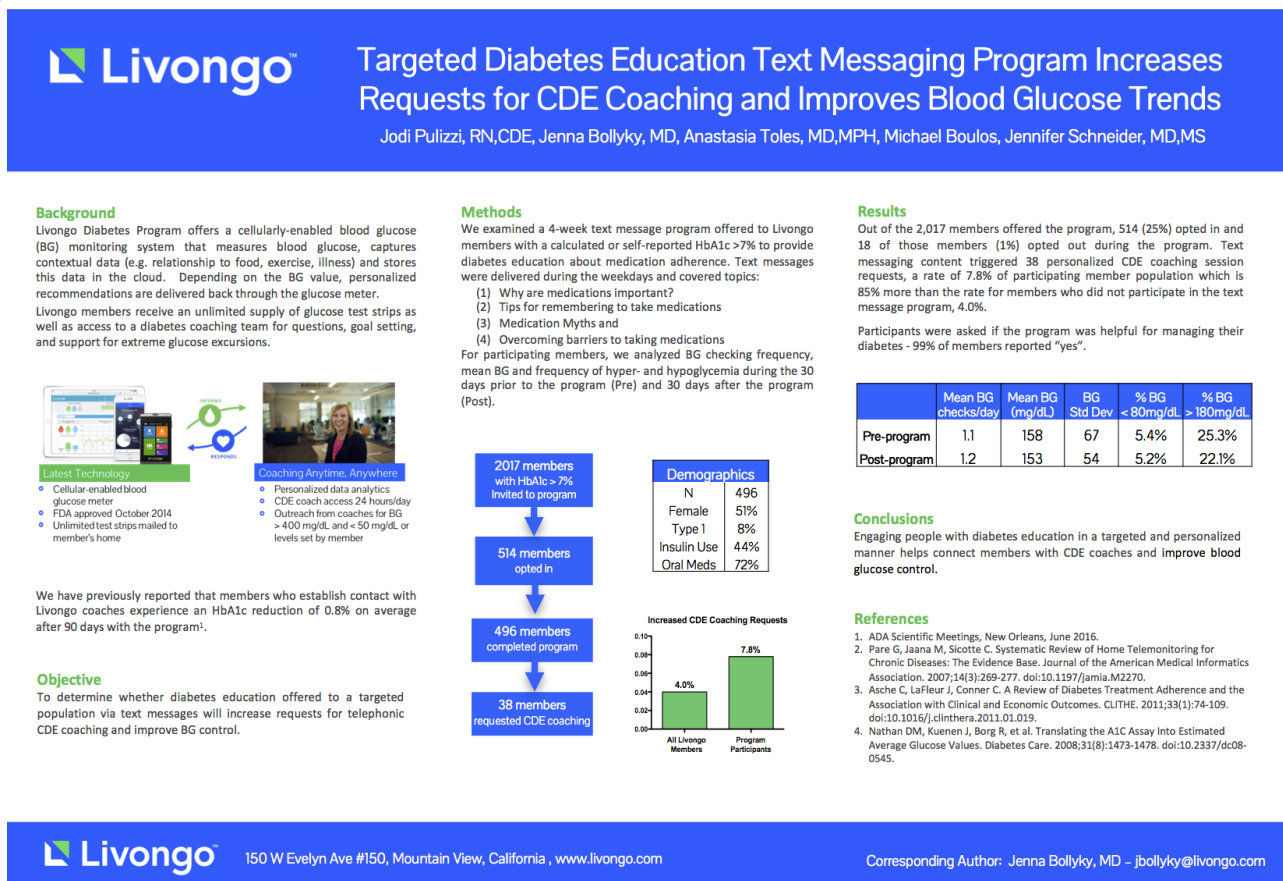 Livongo™
Targeted Diabetes Education Text Messaging Program Increases
Requests for CDE Coaching and Improves Blood Glucose Trends
Jodi Pulizzi, RN,CDE, Jenna Bollyky, MD, Anastasia Toles, MD,MPH, Michael Boulos, Jennifer Schneider, MD,MS
Background
Livongo Diabetes Program offers a cellularly-enabled blood glucose
(BG) monitoring system that measures blood glucose, captures
contextual data (e.g. relationship to food, exercise, illness) and stores
this data in the cloud. Depending on the BG value, personalized
recommendations are delivered back through the glucose meter.
Livongo members receive an unlimited supply of glucose test strips as
well as access to a diabetes coaching team for questions, goal setting,
and support for extreme glucose excursions.
INFORMS
RESPONDS
Latest Technology
Cellular-enabled blood
glucose meter
FDA approved October 2014
Unlimited test strips mailed to
member's home
Coaching Anytime, Anywhere
Personalized data analytics
CDE coach access 24 hours/day
Outreach from coaches for BG
> 400 mg/dL and < 50 mg/dL or
levels set by member
We have previously reported that members who establish contact with
Livongo coaches experience an HbA1c reduction of 0.8% on average
after 90 days with the program1.
Objective
To determine whether diabetes education offered to a targeted
population via text messages will increase requests for telephonic
CDE coaching and improve BG control.
Methods
We examined a 4-week text message program offered to Livongo
members with a calculated or self-reported HbA1c >7% to provide
diabetes education about medication adherence. Text messages
were delivered during the weekdays and covered topics:
(1) Why are medications important?
(2) Tips for remembering to take medications
(3) Medication Myths and
(4) Overcoming barriers to taking medications
For participating members, we analyzed BG checking frequency,
mean BG and frequency of hyper- and hypoglycemia during the 30
days prior to the program (Pre) and 30 days after the program
(Post).
2017 members
with HbA1c > 7%
Invited to program
514 members
opted in
496 members
completed program
38 members
requested CDE coaching
Demographics
N 496
Female 51%
Type 1 8%
Insulin Use 44%
Oral Meds 72%
Increased CDE Coaching Requests
0.10
0.08
0.06
0.04
0.02
0.00
4.0%
7.8%
All Livongo
Members
Program
Participants
Results
Out of the 2,017 members offered the program, 514 (25%) opted in and
18 of those members (1%) opted out during the program. Text
messaging content triggered 38 personalized CDE coaching session
requests, a rate of 7.8% of participating member population which is
85% more than the rate for members who did not participate in the text
message program, 4.0%.
Participants were asked if the program was helpful for managing their
diabetes - 99% of members reported “yes”.
Mean BG Mean BG BG % BG % BG
checks/day (mg/dL) Std Dev < 80mg/dL > 180mg/dL
Pre-program 1.1 158 67 5.4% 25.3%
Post-program 1.2 153 54 5.2% 22.1%
Conclusions
Engaging people with diabetes education in a targeted and personalized
manner helps connect members with CDE coaches and improve blood
glucose control.
References
1. ADA Scientific Meetings, New Orleans, June 2016.
2. Pare G, Jaana M, Sicotte C. Systematic Review of Home Telemonitoring for
Chronic Diseases: The Evidence Base. Journal of the American Medical Informatics
Association. 2007;14(3):269-277. doi:10.1197/jamia.M2270.
3. Asche C, LaFleur J, Conner C. A Review of Diabetes Treatment Adherence and the
Association with Clinical and Economic Outcomes. CLITHE. 2011;33(1):74-109.
doi:10.1016/j.clinthera.2011.01.019.
4. Nathan DM, Kuenen J, Borg R, et al. Translating the A1C Assay Into Estimated
Average Glucose Values. Diabetes Care. 2008;31(8):1473-1478. doi:10.2337/dc08-
0545.
Livongo™
150 W Evelyn Ave #150, Mountain View, California , www.livongo.com
Corresponding Author: Jenna Bollyky, MD – jbollyky@livongo.com